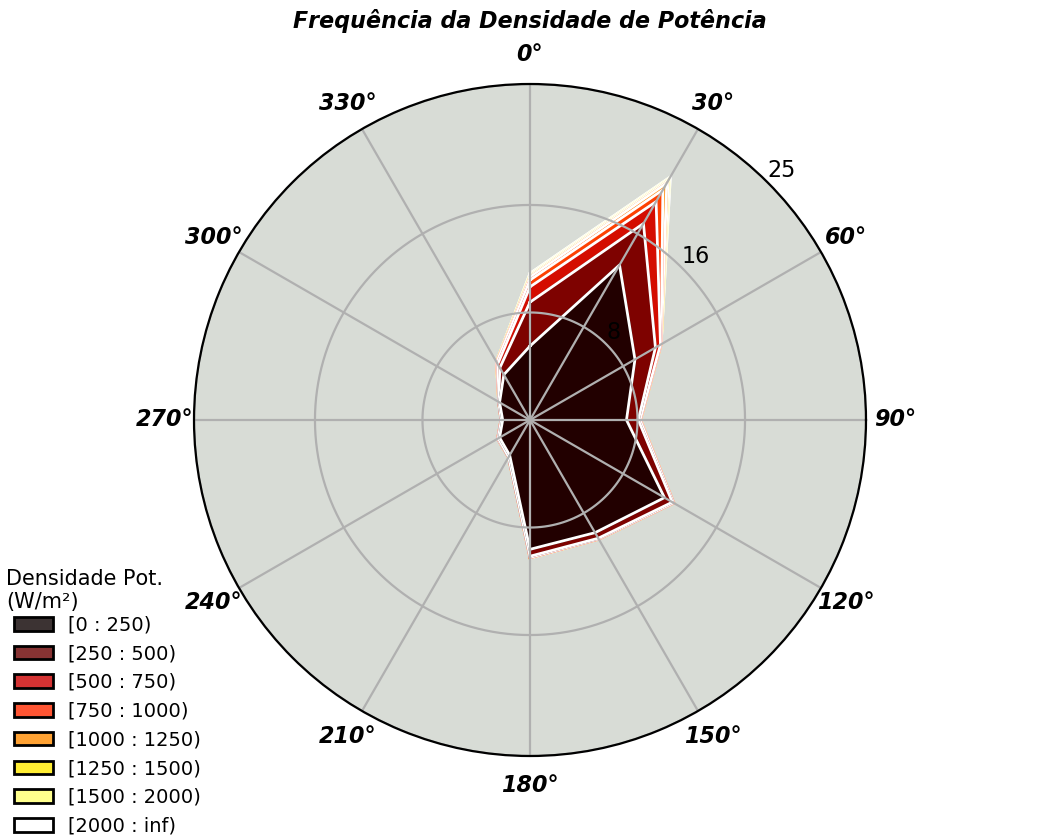 Frequência da Densidade de Potência
0°
330°
30°
25
300°
60°
16
8
270°
90°
240°
120°
210°
150°
180°
Densidade Pot.
(W/m²)
[0 : 250)
[250 : 500)
[500 : 750)
[750 : 1000)
[1000 : 1250)
[1250 : 1500)
[1500 : 2000)
[2000 : inf)